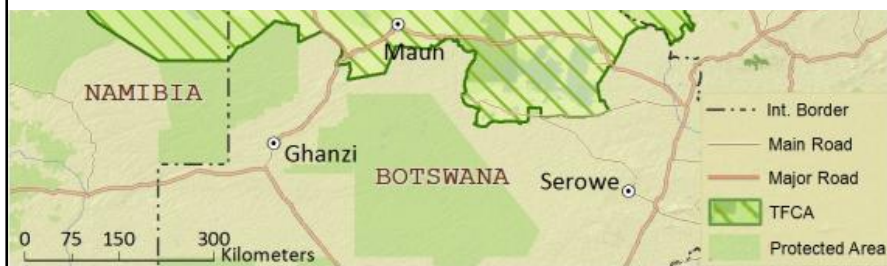 Maun
NAMIBIA
Int. Border
Ghanzi
Main Road
BOTSWANA
Serowe
Major Road
TFCA
0 75 150 300
Kilometers
Protected Area